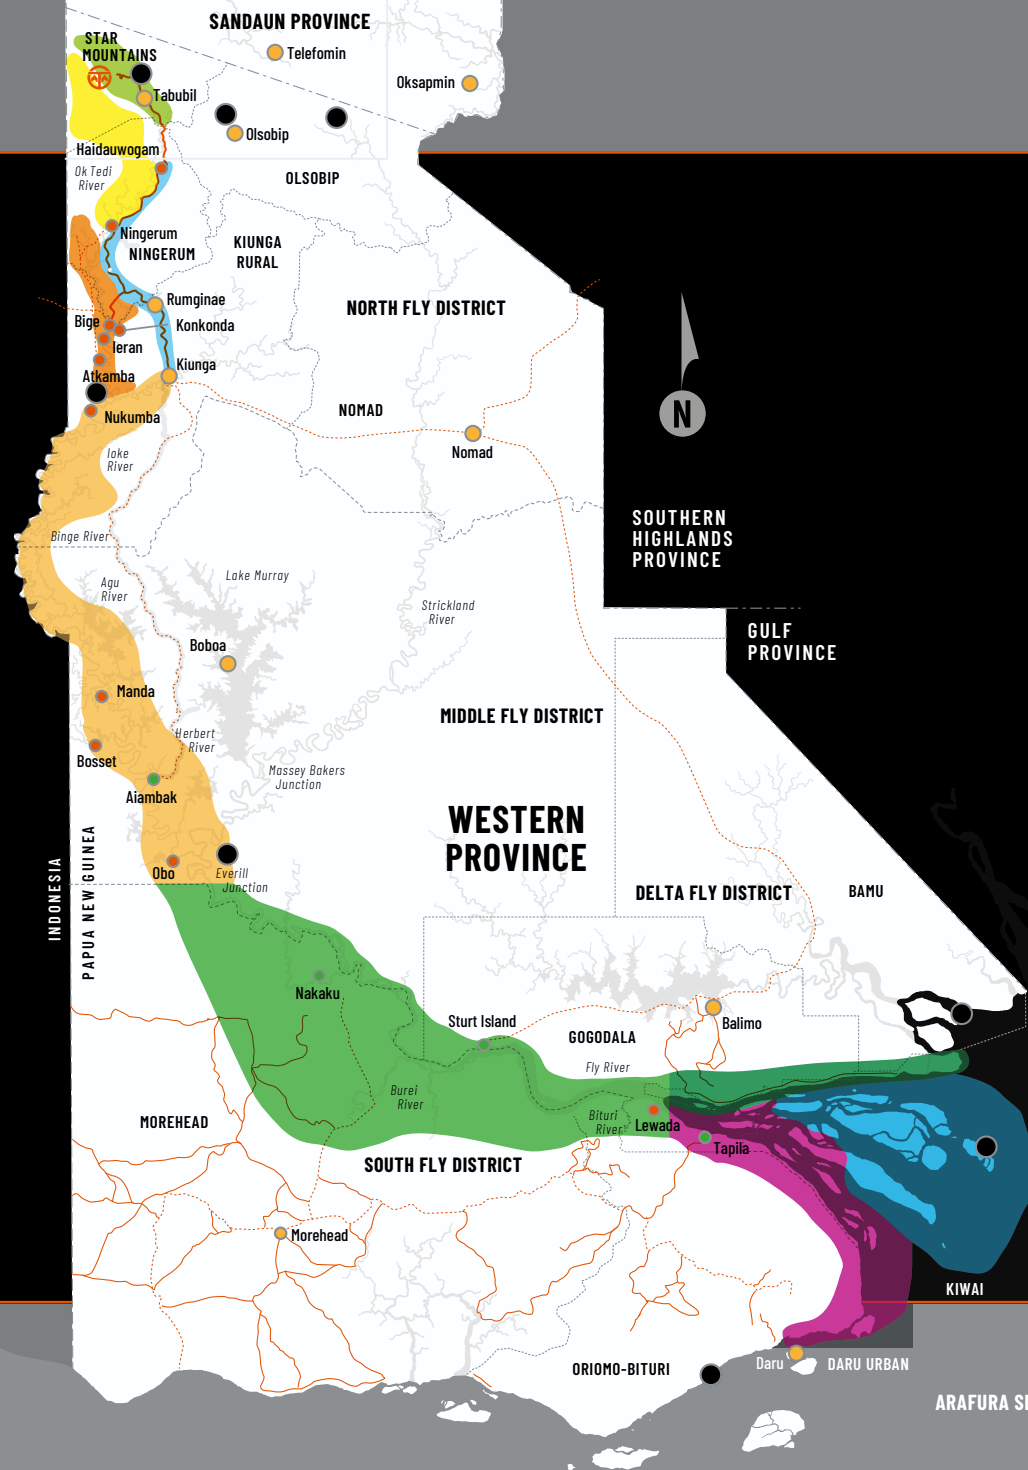 SANDAUN PROVINCE
STAR
MOUNTAINS
Telefomin
Oksapmin
Tabubil
Olsobip
Haidauwogam
Ok Tedi
River
OLSOBIP
Ningerum
NINGERUM
KIUNGA
RURAL
Rumginae
NORTH FLY DISTRICT
Bige
Konkonda
Ieran
Kiunga
Atkamba
Nukumba
NOMAD
Nomad
Ioke
River
SOUTHERN
HIGHLANDS
PROVINCE
N
Binge River
Agu
River
Lake Murray
Strickland
River
GULF
PROVINCE
Boboa
Manda
MIDDLE FLY DISTRICT
Herbert
River
Bosset
Massey Bakers
Junction
Aiambak
WESTERN
PROVINCE
INDONESIA
PAPUA NEW GUINEA
Obo
Everill
Junction
DELTA FLY DISTRICT
BAMU
Nakaku
Sturt Island
Balimo
GOGODALA
Fly River
Burei
River
Bituri
River
Lewada
MOREHEAD
Tapila
SOUTH FLY DISTRICT
Morehead
KIWAI
ORIOMO-BITURI
Daru
DARU URBAN
ARAFURA S